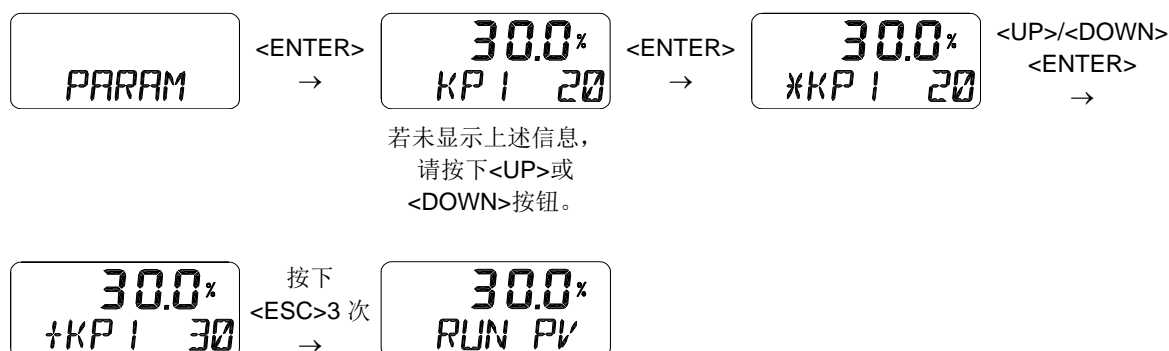 PARAM
<ENTER>
→
30.0%
KP1 20
<ENTER>
→
30.0%
*KP1 20
<UP>/<DOWN>
<ENTER>
→
若未显示上述信息，
请按下<UP>或
<DOWN>按钮。
30.0%
+KP1 30
按下
<ESC>3 次
→
30.0%
RUN PV